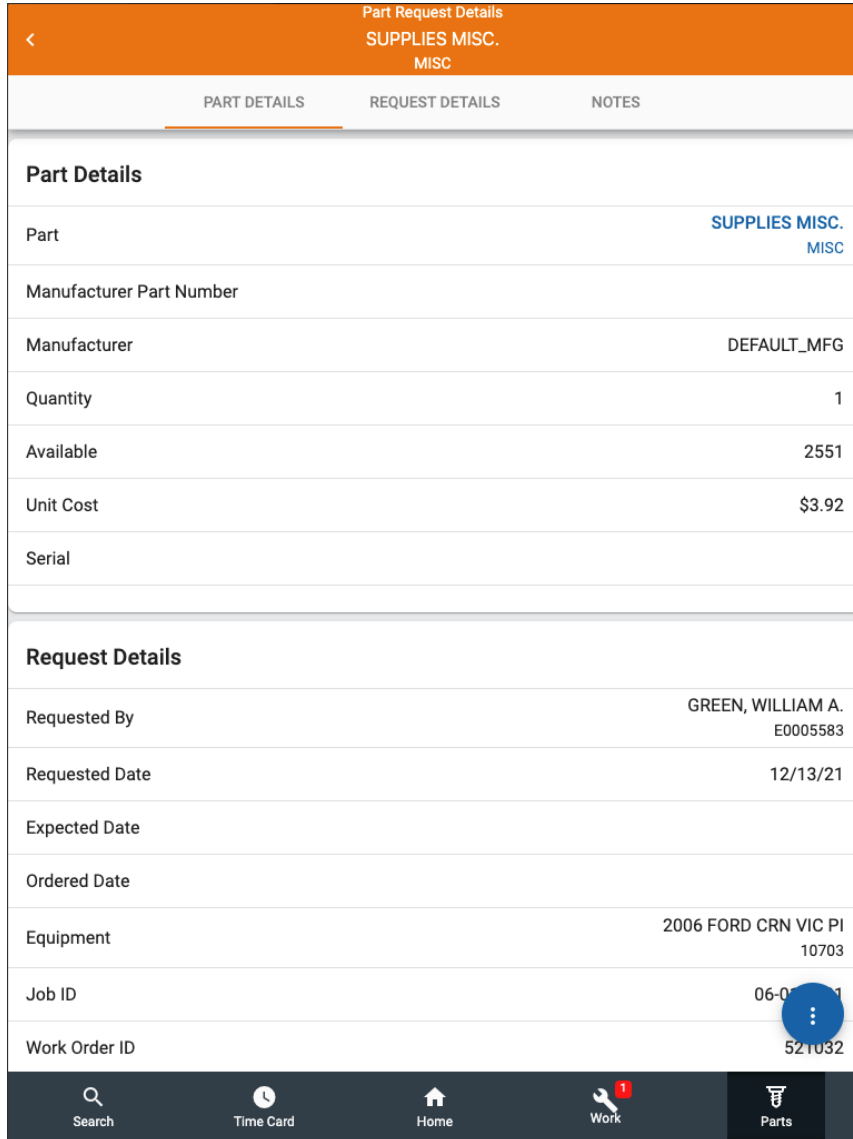 Part Request Details
SUPPLIES MISC.
MISC
PART DETAILS REQUEST DETAILS NOTES
Part Details
Part SUPPLIES MISC.
MISC
Manufacturer Part Number
Manufacturer DEFAULT_MFG
Quantity 1
Available 2551
Unit Cost $3.92
Serial
Request Details
Requested By GREEN, WILLIAM A.
E0005583
Requested Date 12/13/21
Expected Date
Ordered Date
Equipment 2006 FORD CRN VIC PI
10703
Job ID
Work Order ID 521032
1
Search Time Card Home Work Parts